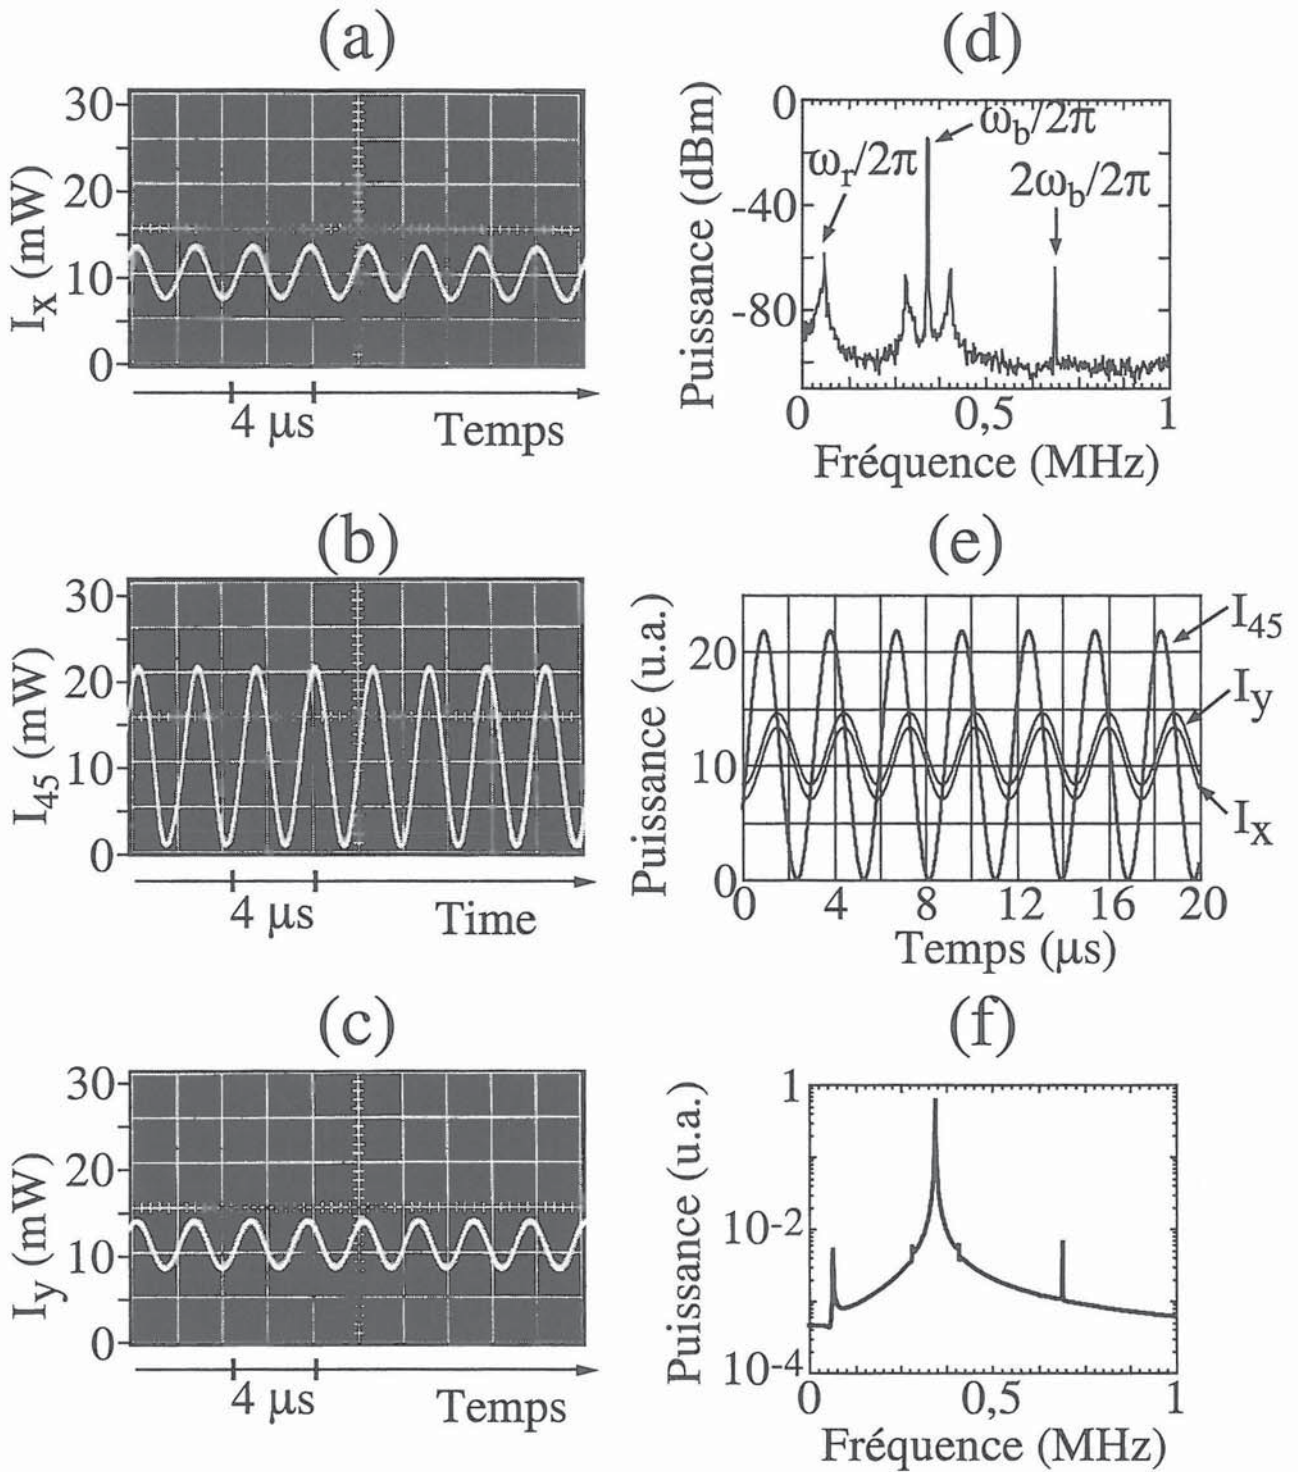 (a)
30
20
10
0
I_x (mW)
4 µs
Temps
(b)
30
20
10
0
I_45 (mW)
4 µs
Time
(c)
30
20
10
0
I_y (mW)
4 µs
Temps
(d)
0
-40
-80
Puissance (dBm)
ω_r/2π
ω_b/2π
2ω_b/2π
0
0,5
1
Fréquence (MHz)
(e)
20
10
0
Puissance (u.a.)
I_45
I_y
I_x
0 4 8 12 16 20
Temps (µs)
(f)
1
10^-2
10^-4
Puissance (u.a.)
0
0,5
1
Fréquence (MHz)